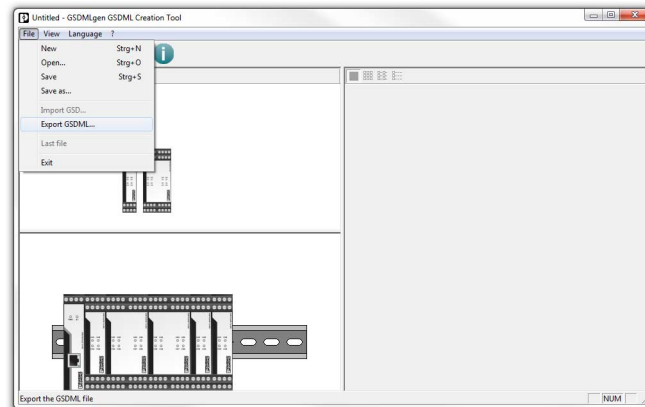 Untitled - GSDMLgen GSDML Creation Tool
File View Language ?
New Strg+N
Open... Strg+O
Save Strg+S
Save as...
Import GSD...
Export GSDML...
Last file
Exit
Export the GSDML file NUM